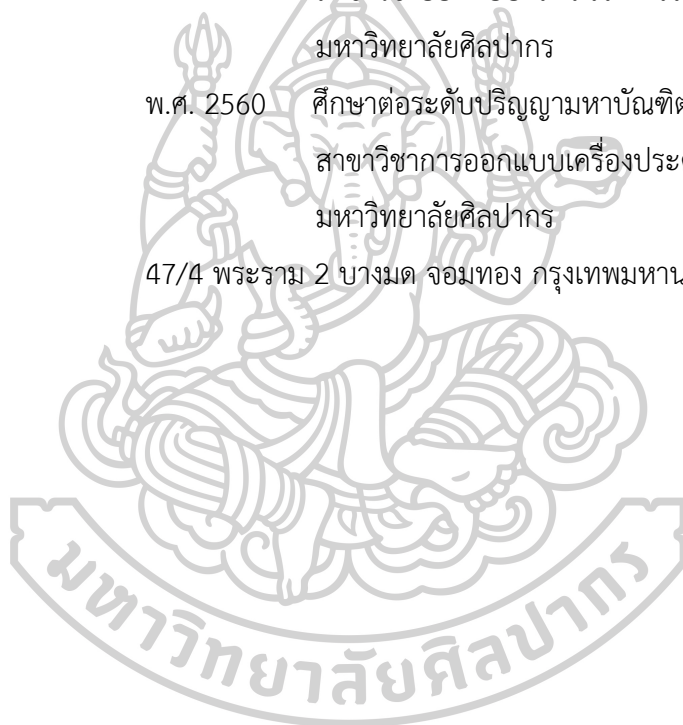 มหาวิทยาลัยศิลปากร
พ.ศ. 2560 ศึกษาต่อระดับปริญญามหาบัณฑิต
สาขาวิชาการออกแบบเครื่องประ
มหาวิทยาลัยศิลปากร
47/4 พระราม 2 บางมด จอมทอง กรุงเทพมหาน
มหาวิทยาลัยศิลปากร